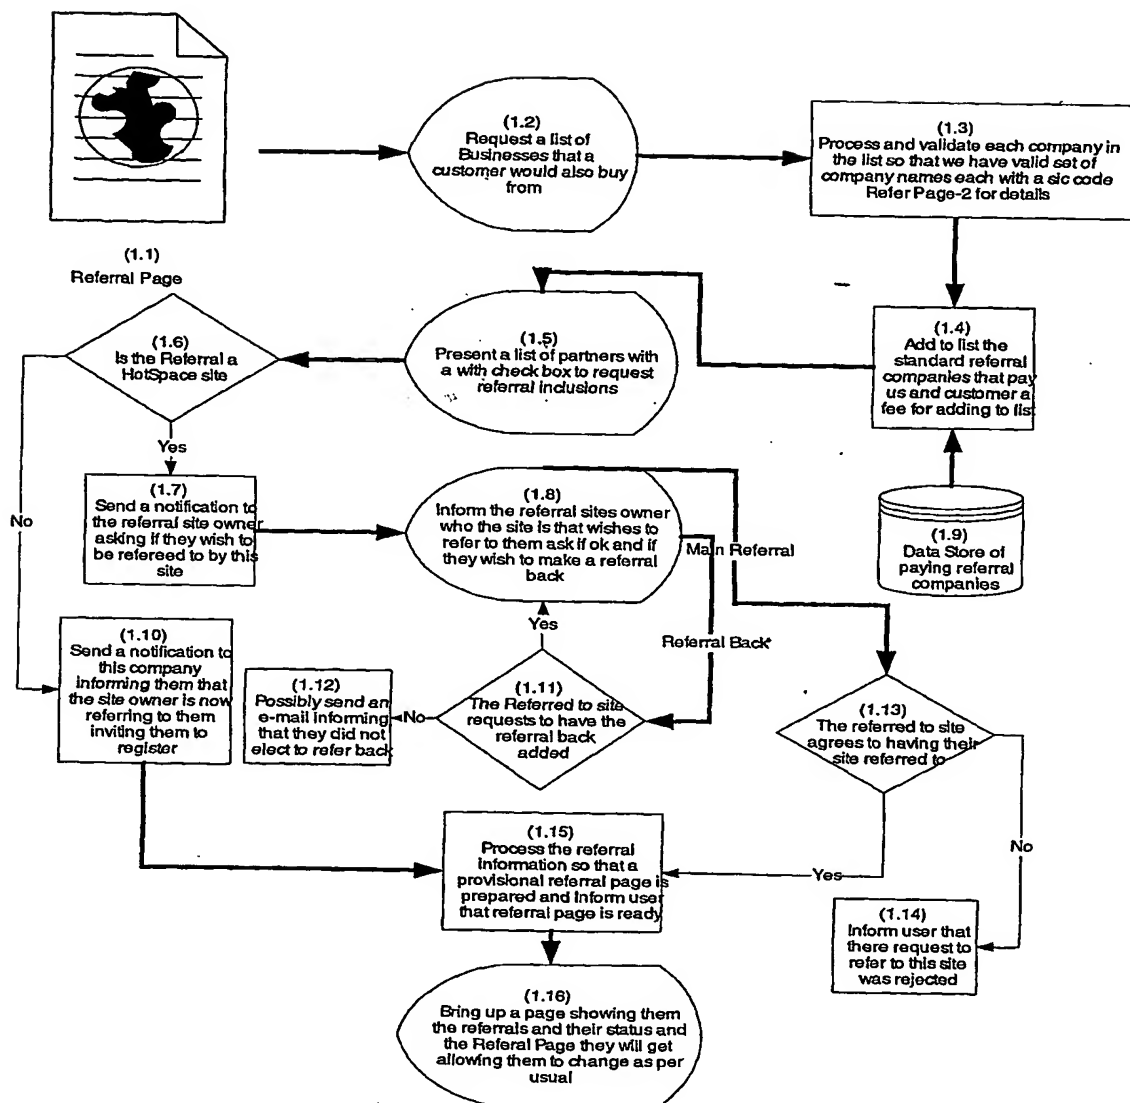 (1.2)
Request a list of
Businesses that a
customer would also buy
from
(1.3)
Process and validate each company in
the list so that we have valid set of
company names each with a sic code
Refer Page-2 for details
(1.1)
Referral Page
(1.6)
Is the Referral a
HotSpace site
(1.5)
Present a list of partners with
a with check box to request
referral inclusions
(1.4)
Add to list the
standard referral
companies that pay
us and customer a
fee for adding to list
Yes
No
(1.7)
Send a notification to
the referral site owner
asking if they wish to
be refereed to by this
site
(1.8)
Inform the referral sites owner
who the site is that wishes to
refer to them ask if ok and if
they wish to make a referral
back
Main Referral
(1.9)
Data Store of
paying referral
companies
Yes
Referral Back
(1.10)
Send a notification to
this company
informing them that
the site owner is now
referring to them
inviting them to
register
(1.12)
Possibly send an
e-mail informing
that they did not
elect to refer back
No
(1.11)
The Referred to site
requests to have the
referral back
added
(1.13)
The referred to site
agrees to having their
site referred to
No
Yes
(1.15)
Process the referral
information so that a
provisional referral page is
prepared and inform user
that referral page is ready
(1.14)
Inform user that
there request to
refer to this site
was rejected
(1.16)
Bring up a page showing them
the referrals and their status and
the Referal Page they will get
allowing them to change as per
usual